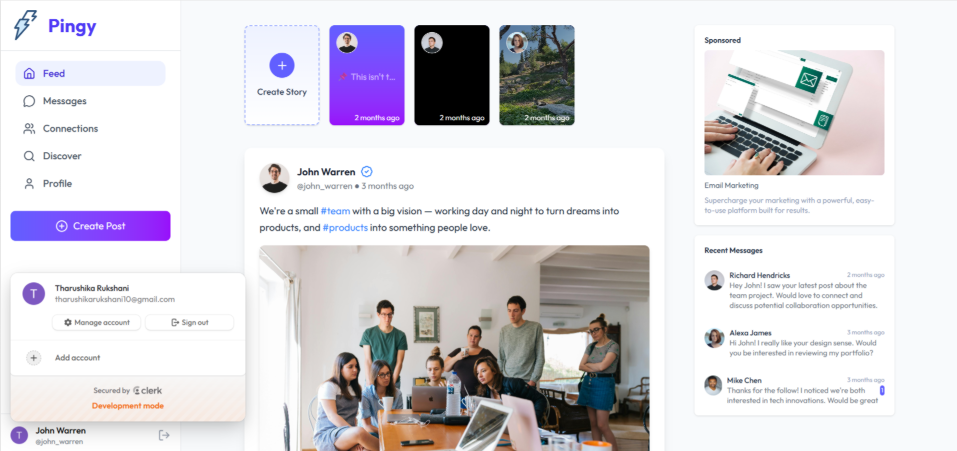 Pingy
Feed
Messages
Connections
Discover
Profile
Create Post
T
Tharushika Rukshani
tharushikarukshani10@gmail.com
Manage account
Sign out
Add account
Secured by clerk
Development mode
T
John Warren
@john_warren
Create Story
This isn't t...
2 months ago
2 months ago
2 months ago
John Warren
@john_warren • 3 months ago
We're a small #team with a big vision — working day and night to turn dreams into
products, and #products into something people love.
Sponsored
Email Marketing
Supercharge your marketing with a powerful, easy-
to-use platform built for results.
Recent Messages
Richard Hendricks
2 months ago
Hey John! I saw your latest post about the
team project. Would love to connect and
discuss potential collaboration opportunities.
Alexa James
3 months ago
Hi John! I really like your design sense. Would
you be interested in reviewing my portfolio?
Mike Chen
3 months ago
Thanks for the follow! I noticed we're both
interested in tech innovations. Would be great